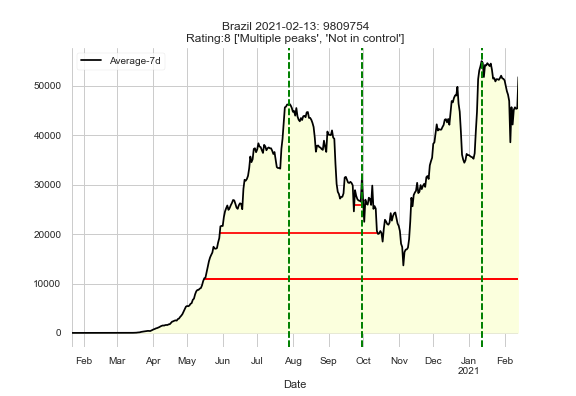 Brazil 2021-02-13: 9809754
Rating:8 ['Multiple peaks', 'Not in control']
Average-7d
50000
40000
30000
20000
10000
0
Feb Mar Apr May Jun Jul Aug Sep Oct Nov Dec Jan Feb
2021
Date